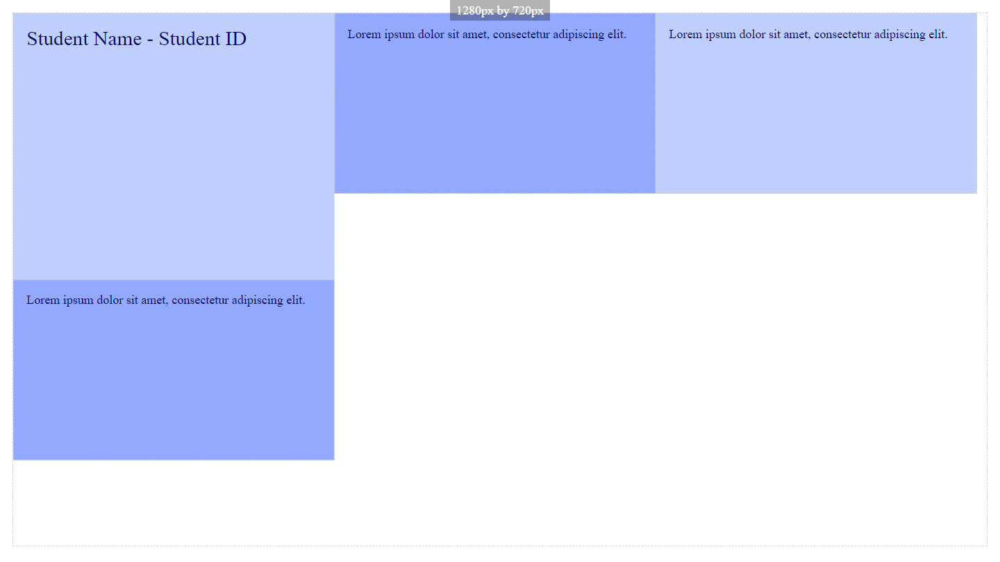 1280px by 720px
Student Name - Student ID
Lorem ipsum dolor sit amet, consectetur adipiscing elit.
Lorem ipsum dolor sit amet, consectetur adipiscing elit.
Lorem ipsum dolor sit amet, consectetur adipiscing elit.